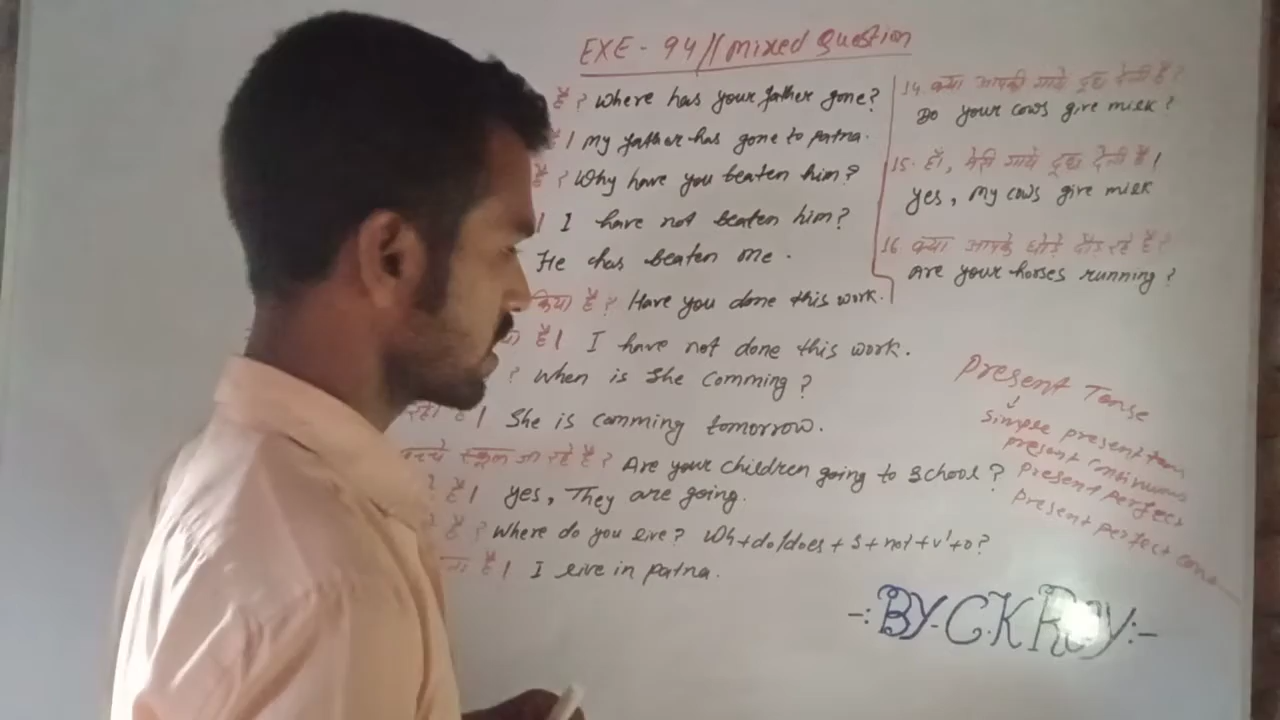 EXE - 94 // Mixed Question
है ? Where has your father gone?
है | My father has gone to patna.
है ? Why have you beaten him?
| I have not beaten him?
He has beaten me.
किया है ? Have you done this work.
है | I have not done this work.
? When is She Comming ?
रही है | She is comming tomorrow.
बच्चे स्कूल जा रहे है ? Are your children going to School ?
है | yes, They are going.
है ? Where do you live? Wh+do/does + S + not + v¹ + o ?
है | I live in patna.
14. क्या आपकी गाये दूध देती है ?
Do your cows give milk ?
15. हाँ, मेरी गाये दूध देती है |
yes, My cows give milk
16. क्या आपके घोड़े दौड़ रहे है ?
Are your horses running ?
Present Tense
↓
Simple present
present continuous
Present perfect
Present perfect
-: BY- C K Roy :-